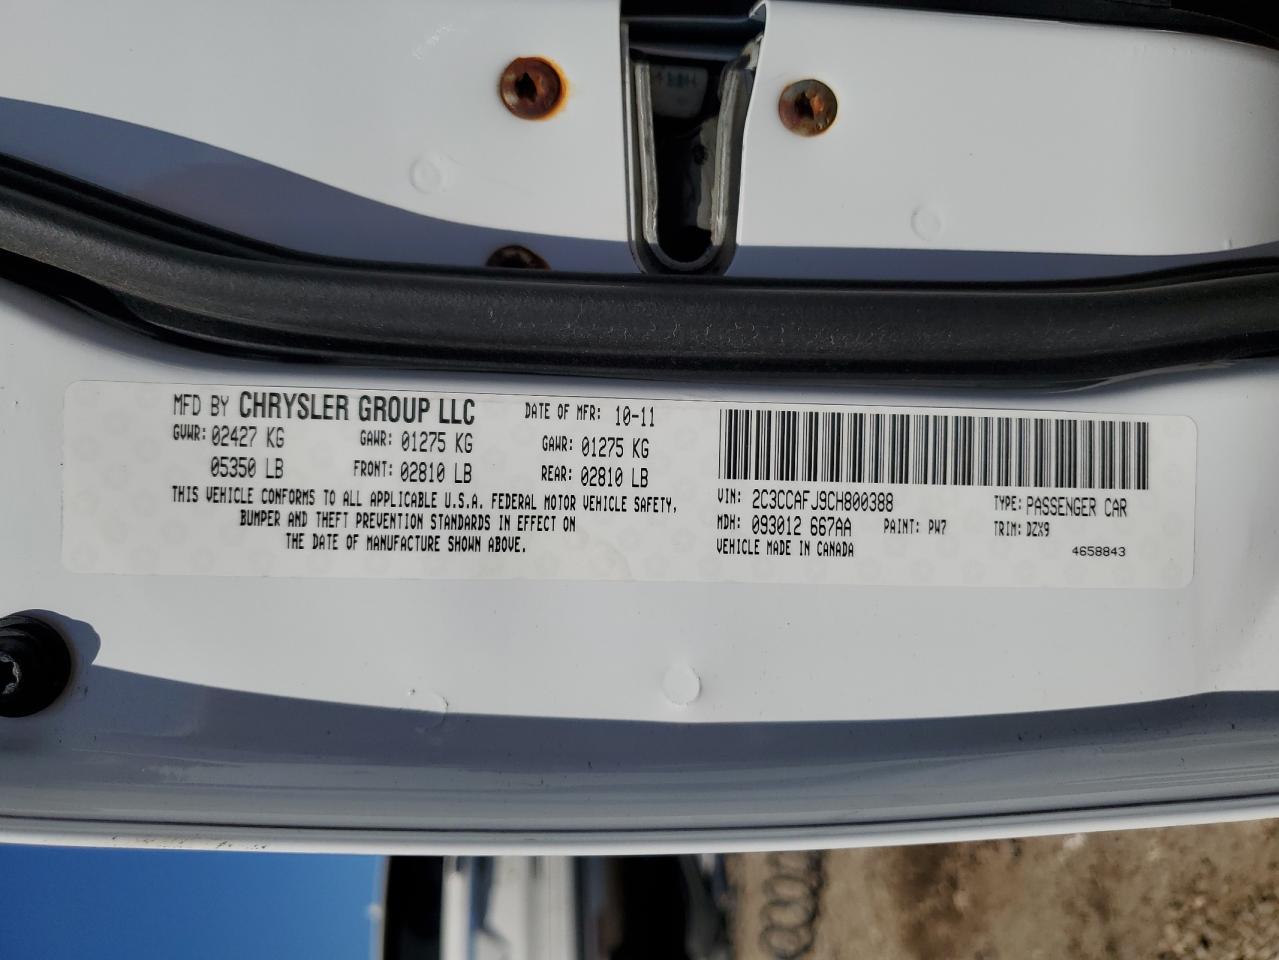 MFD BY CHRYSLER GROUP LLC DATE OF MFR: 10-11
GVWR: 02427 KG GAWR: 01275 KG GAWR: 01275 KG
05350 LB FRONT: 02810 LB REAR: 02810 LB
THIS VEHICLE CONFORMS TO ALL APPLICABLE U.S.A. FEDERAL MOTOR VEHICLE SAFETY,
BUMPER AND THEFT PREVENTION STANDARDS IN EFFECT ON
THE DATE OF MANUFACTURE SHOWN ABOVE.
VIN: 2C3CCAFJ9CH800388 TYPE: PASSENGER CAR
MDH: 093012 667AA PAINT: PW7 TRIM: DZX9
VEHICLE MADE IN CANADA 4658843